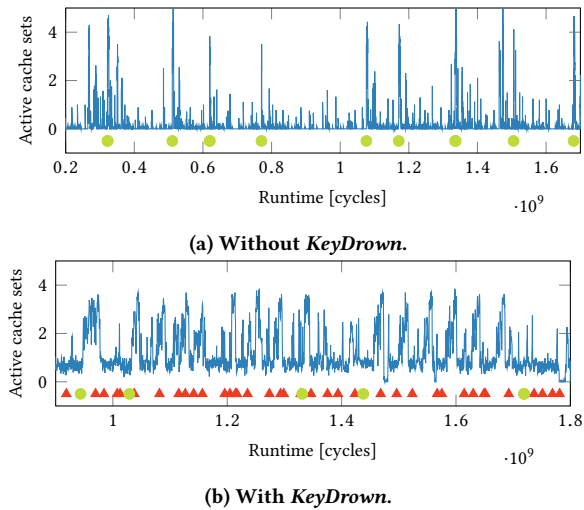 4
2
0
Active cache sets
0.2 0.4 0.6 0.8 1 1.2 1.4 1.6
Runtime [cycles]
·10⁹
(a) Without KeyDrown.
4
2
0
Active cache sets
1 1.2 1.4 1.6 1.8
Runtime [cycles]
·10⁹
(b) With KeyDrown.